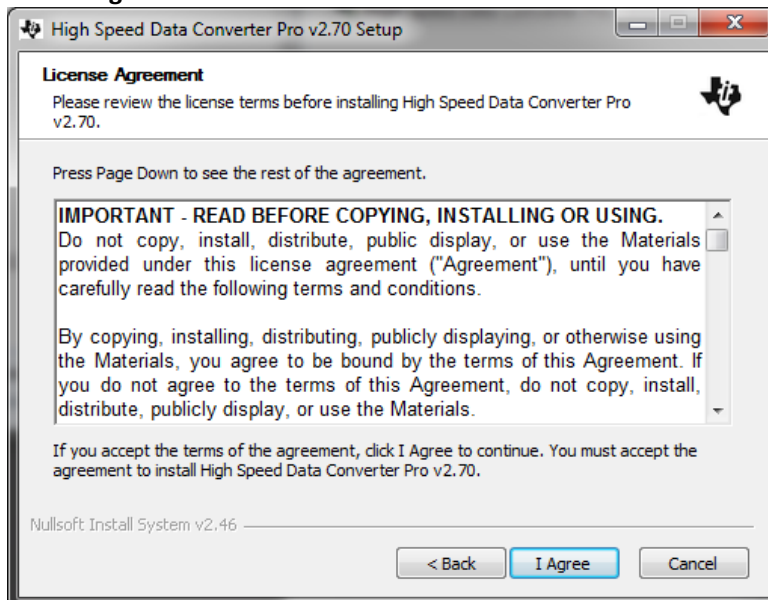 High Speed Data Converter Pro v2.70 Setup
License Agreement
Please review the license terms before installing High Speed Data Converter Pro
v2.70.
Press Page Down to see the rest of the agreement.
IMPORTANT - READ BEFORE COPYING, INSTALLING OR USING.
Do not copy, install, distribute, public display, or use the Materials
provided under this license agreement ("Agreement"), until you have
carefully read the following terms and conditions.
By copying, installing, distributing, publicly displaying, or otherwise using
the Materials, you agree to be bound by the terms of this Agreement. If
you do not agree to the terms of this Agreement, do not copy, install,
distribute, publicly display, or use the Materials.
If you accept the terms of the agreement, click I Agree to continue. You must accept the
agreement to install High Speed Data Converter Pro v2.70.
Nullsoft Install System v2.46
< Back
I Agree
Cancel